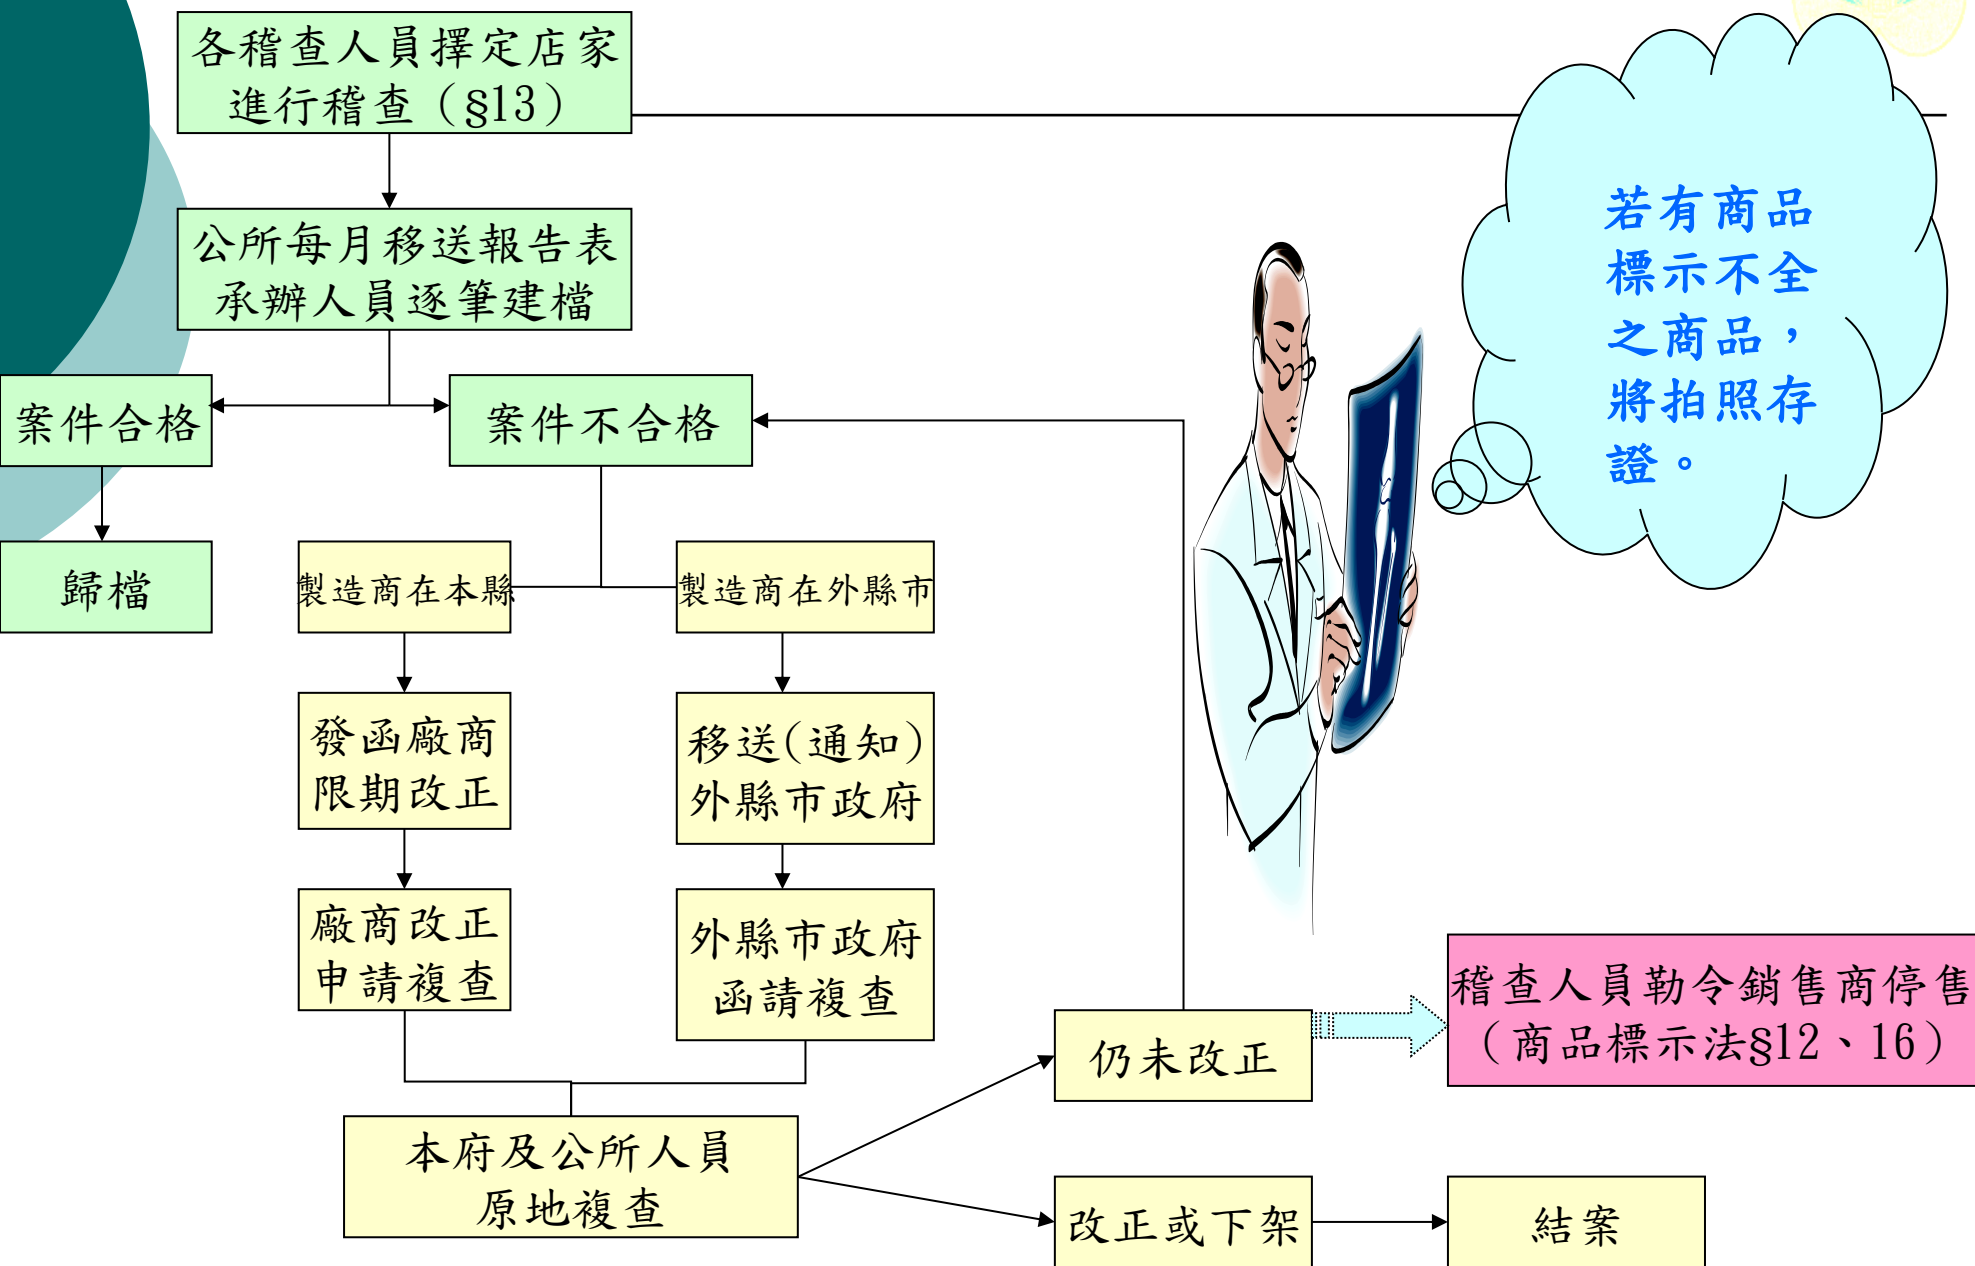 各稽查人員擇定店家
進行稽查（§13）
公所每月移送報告表
承辦人員逐筆建檔
案件合格
案件不合格
歸檔
製造商在本縣
製造商在外縣市
發函廠商
限期改正
移送(通知)
外縣市政府
廠商改正
申請複查
外縣市政府
函請複查
本府及公所人員
原地複查
仍未改正
改正或下架
結案
稽查人員勒令銷售商停售
（商品標示法§12、16）
若有商品
標示不全
之商品，
將拍照存
證。